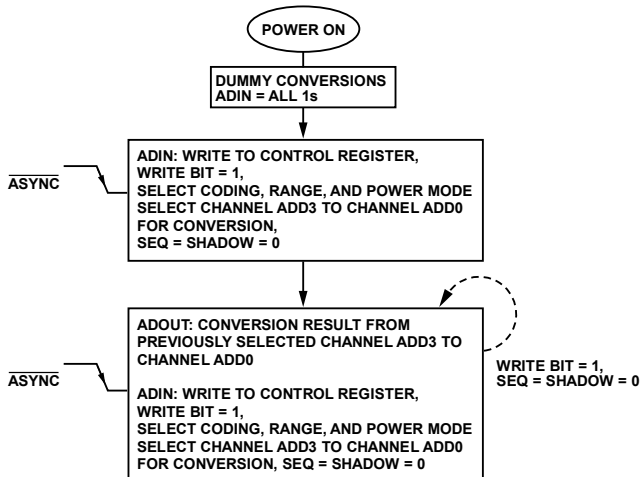 POWER ON
DUMMY CONVERSIONS
ADIN = ALL 1s
ASYNC
ADIN: WRITE TO CONTROL REGISTER,
WRITE BIT = 1,
SELECT CODING, RANGE, AND POWER MODE
SELECT CHANNEL ADD3 TO CHANNEL ADD0
FOR CONVERSION,
SEQ = SHADOW = 0
ASYNC
ADOUT: CONVERSION RESULT FROM
PREVIOUSLY SELECTED CHANNEL ADD3 TO
CHANNEL ADD0
ADIN: WRITE TO CONTROL REGISTER,
WRITE BIT = 1,
SELECT CODING, RANGE, AND POWER MODE
SELECT CHANNEL ADD3 TO CHANNEL ADD0
FOR CONVERSION, SEQ = SHADOW = 0
WRITE BIT = 1,
SEQ = SHADOW = 0